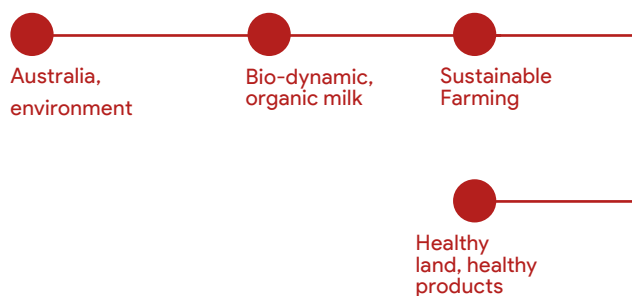 Australia,
environment
Bio-dynamic,
organic milk
Sustainable
Farming
Healthy
land, healthy
products